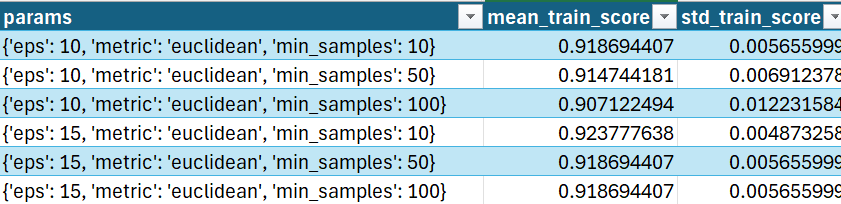 params mean_train_score std_train_score
{'eps': 10, 'metric': 'euclidean', 'min_samples': 10} 0.918694407 0.005655999
{'eps': 10, 'metric': 'euclidean', 'min_samples': 50} 0.914744181 0.006912378
{'eps': 10, 'metric': 'euclidean', 'min_samples': 100} 0.907122494 0.012231584
{'eps': 15, 'metric': 'euclidean', 'min_samples': 10} 0.923777638 0.004873258
{'eps': 15, 'metric': 'euclidean', 'min_samples': 50} 0.918694407 0.005655999
{'eps': 15, 'metric': 'euclidean', 'min_samples': 100} 0.918694407 0.005655999